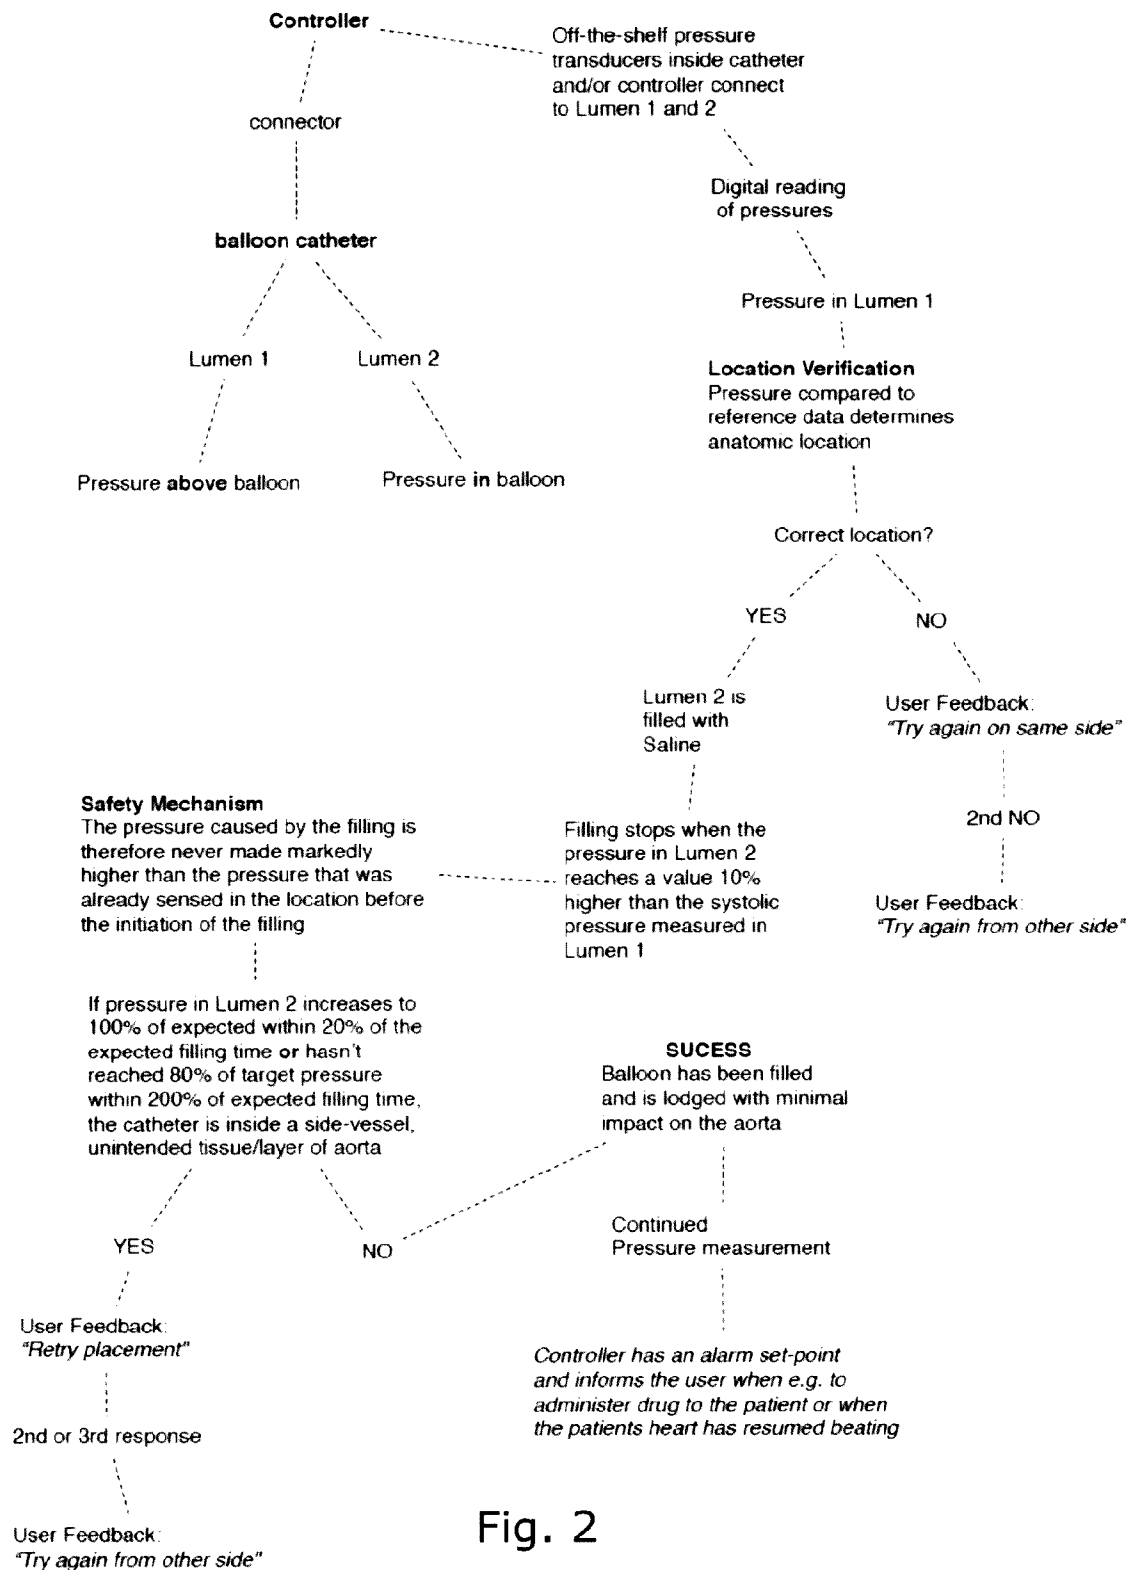 Controller
Off-the-shelf pressure
transducers inside catheter
and/or controller connect
to Lumen 1 and 2
connector
Digital reading
of pressures
balloon catheter
Pressure in Lumen 1
Lumen 1
Lumen 2
Location Verification
Pressure compared to
reference data determines
anatomic location
Pressure above balloon
Pressure in balloon
Correct location?
YES
NO
Lumen 2 is
filled with
Saline
User Feedback:
"Try again on same side"
2nd NO
User Feedback:
"Try again from other side"
Filling stops when the
pressure in Lumen 2
reaches a value 10%
higher than the systolic
pressure measured in
Lumen 1
Safety Mechanism
The pressure caused by the filling is
therefore never made markedly
higher than the pressure that was
already sensed in the location before
the initiation of the filling
If pressure in Lumen 2 increases to
100% of expected within 20% of the
expected filling time or hasn't
reached 80% of target pressure
within 200% of expected filling time,
the catheter is inside a side-vessel,
unintended tissue/layer of aorta
YES
NO
SUCESS
Balloon has been filled
and is lodged with minimal
impact on the aorta
Continued
Pressure measurement
Controller has an alarm set-point
and informs the user when e.g. to
administer drug to the patient or when
the patients heart has resumed beating
User Feedback:
"Retry placement"
2nd or 3rd response
User Feedback:
"Try again from other side"
Fig. 2